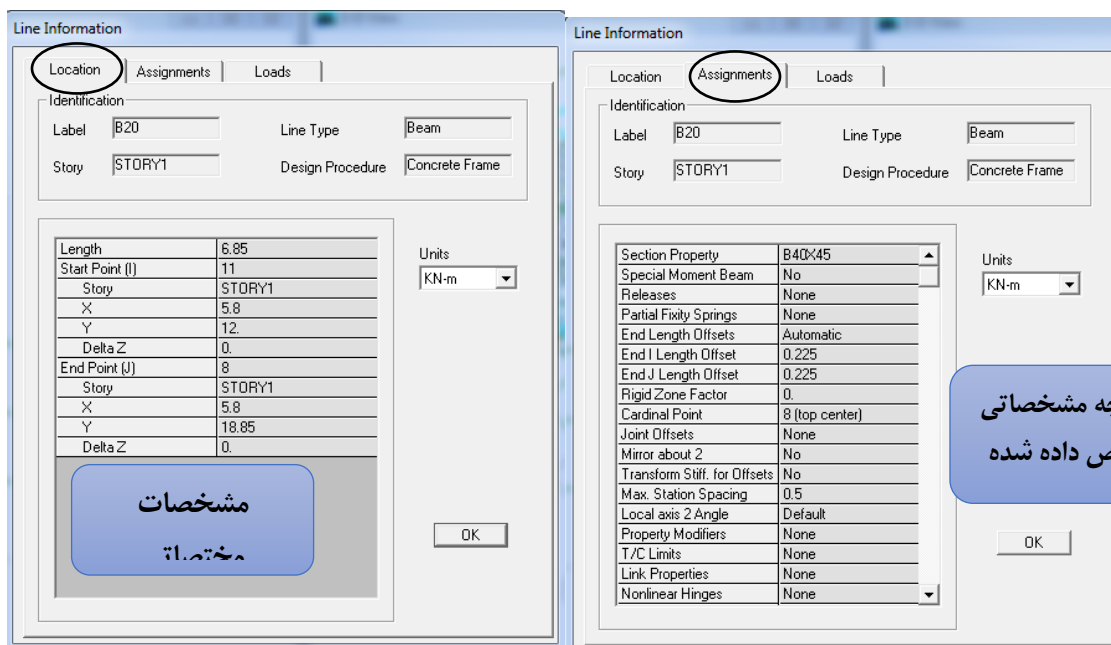 Line Information
Location Assignments Loads
Identification
Label B20 Line Type Beam
Story STORY1 Design Procedure Concrete Frame
Length 6.85
Start Point (I) 11
Story STORY1
X 5.8
Y 12.
Delta Z 0.
End Point (J) 8
Story STORY1
X 5.8
Y 18.85
Delta Z 0.
Units
KN-m
مشخصات
مختصاتی
OK
Line Information
Location Assignments Loads
Identification
Label B20 Line Type Beam
Story STORY1 Design Procedure Concrete Frame
Section Property B40X45
Special Moment Beam No
Releases None
Partial Fixity Springs None
End Length Offsets Automatic
End I Length Offset 0.225
End J Length Offset 0.225
Rigid Zone Factor 0.
Cardinal Point 8 (top center)
Joint Offsets None
Mirror about 2 No
Transform Stiff. for Offsets No
Max. Station Spacing 0.5
Local axis 2 Angle Default
Property Modifiers None
T/C Limits None
Link Properties None
Nonlinear Hinges None
Units
KN-m
مشخصاتی
داده شده
OK